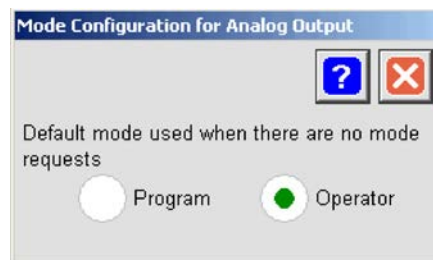 Mode Configuration for Analog Output
?
Default mode used when there are no mode
requests
Program
Operator